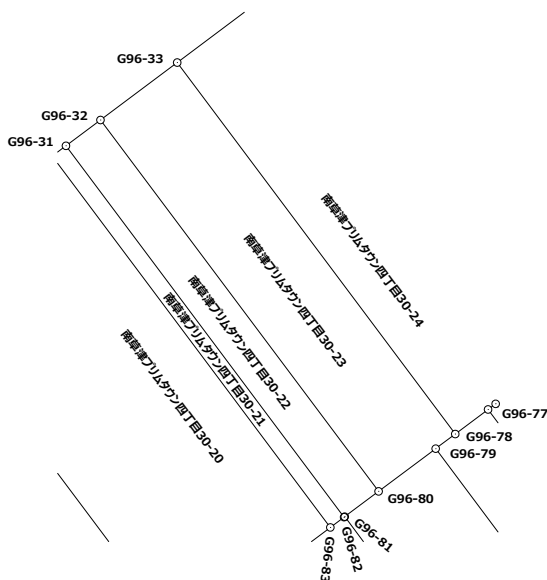 G96-33
G96-32
G96-31
南草津プリムタウン四丁目30-24
南草津プリムタウン四丁目30-23
南草津プリムタウン四丁目30-22
南草津プリムタウン四丁目30-21
南草津プリムタウン四丁目30-20
G96-77
G96-78
G96-79
G96-80
G96-81
G96-82
G96-83